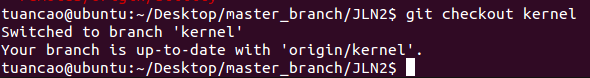 tuancao@ubuntu:~/Desktop/master_branch/JLN2$ git checkout kernel
Switched to branch 'kernel'
Your branch is up-to-date with 'origin/kernel'.
tuancao@ubuntu:~/Desktop/master_branch/JLN2$